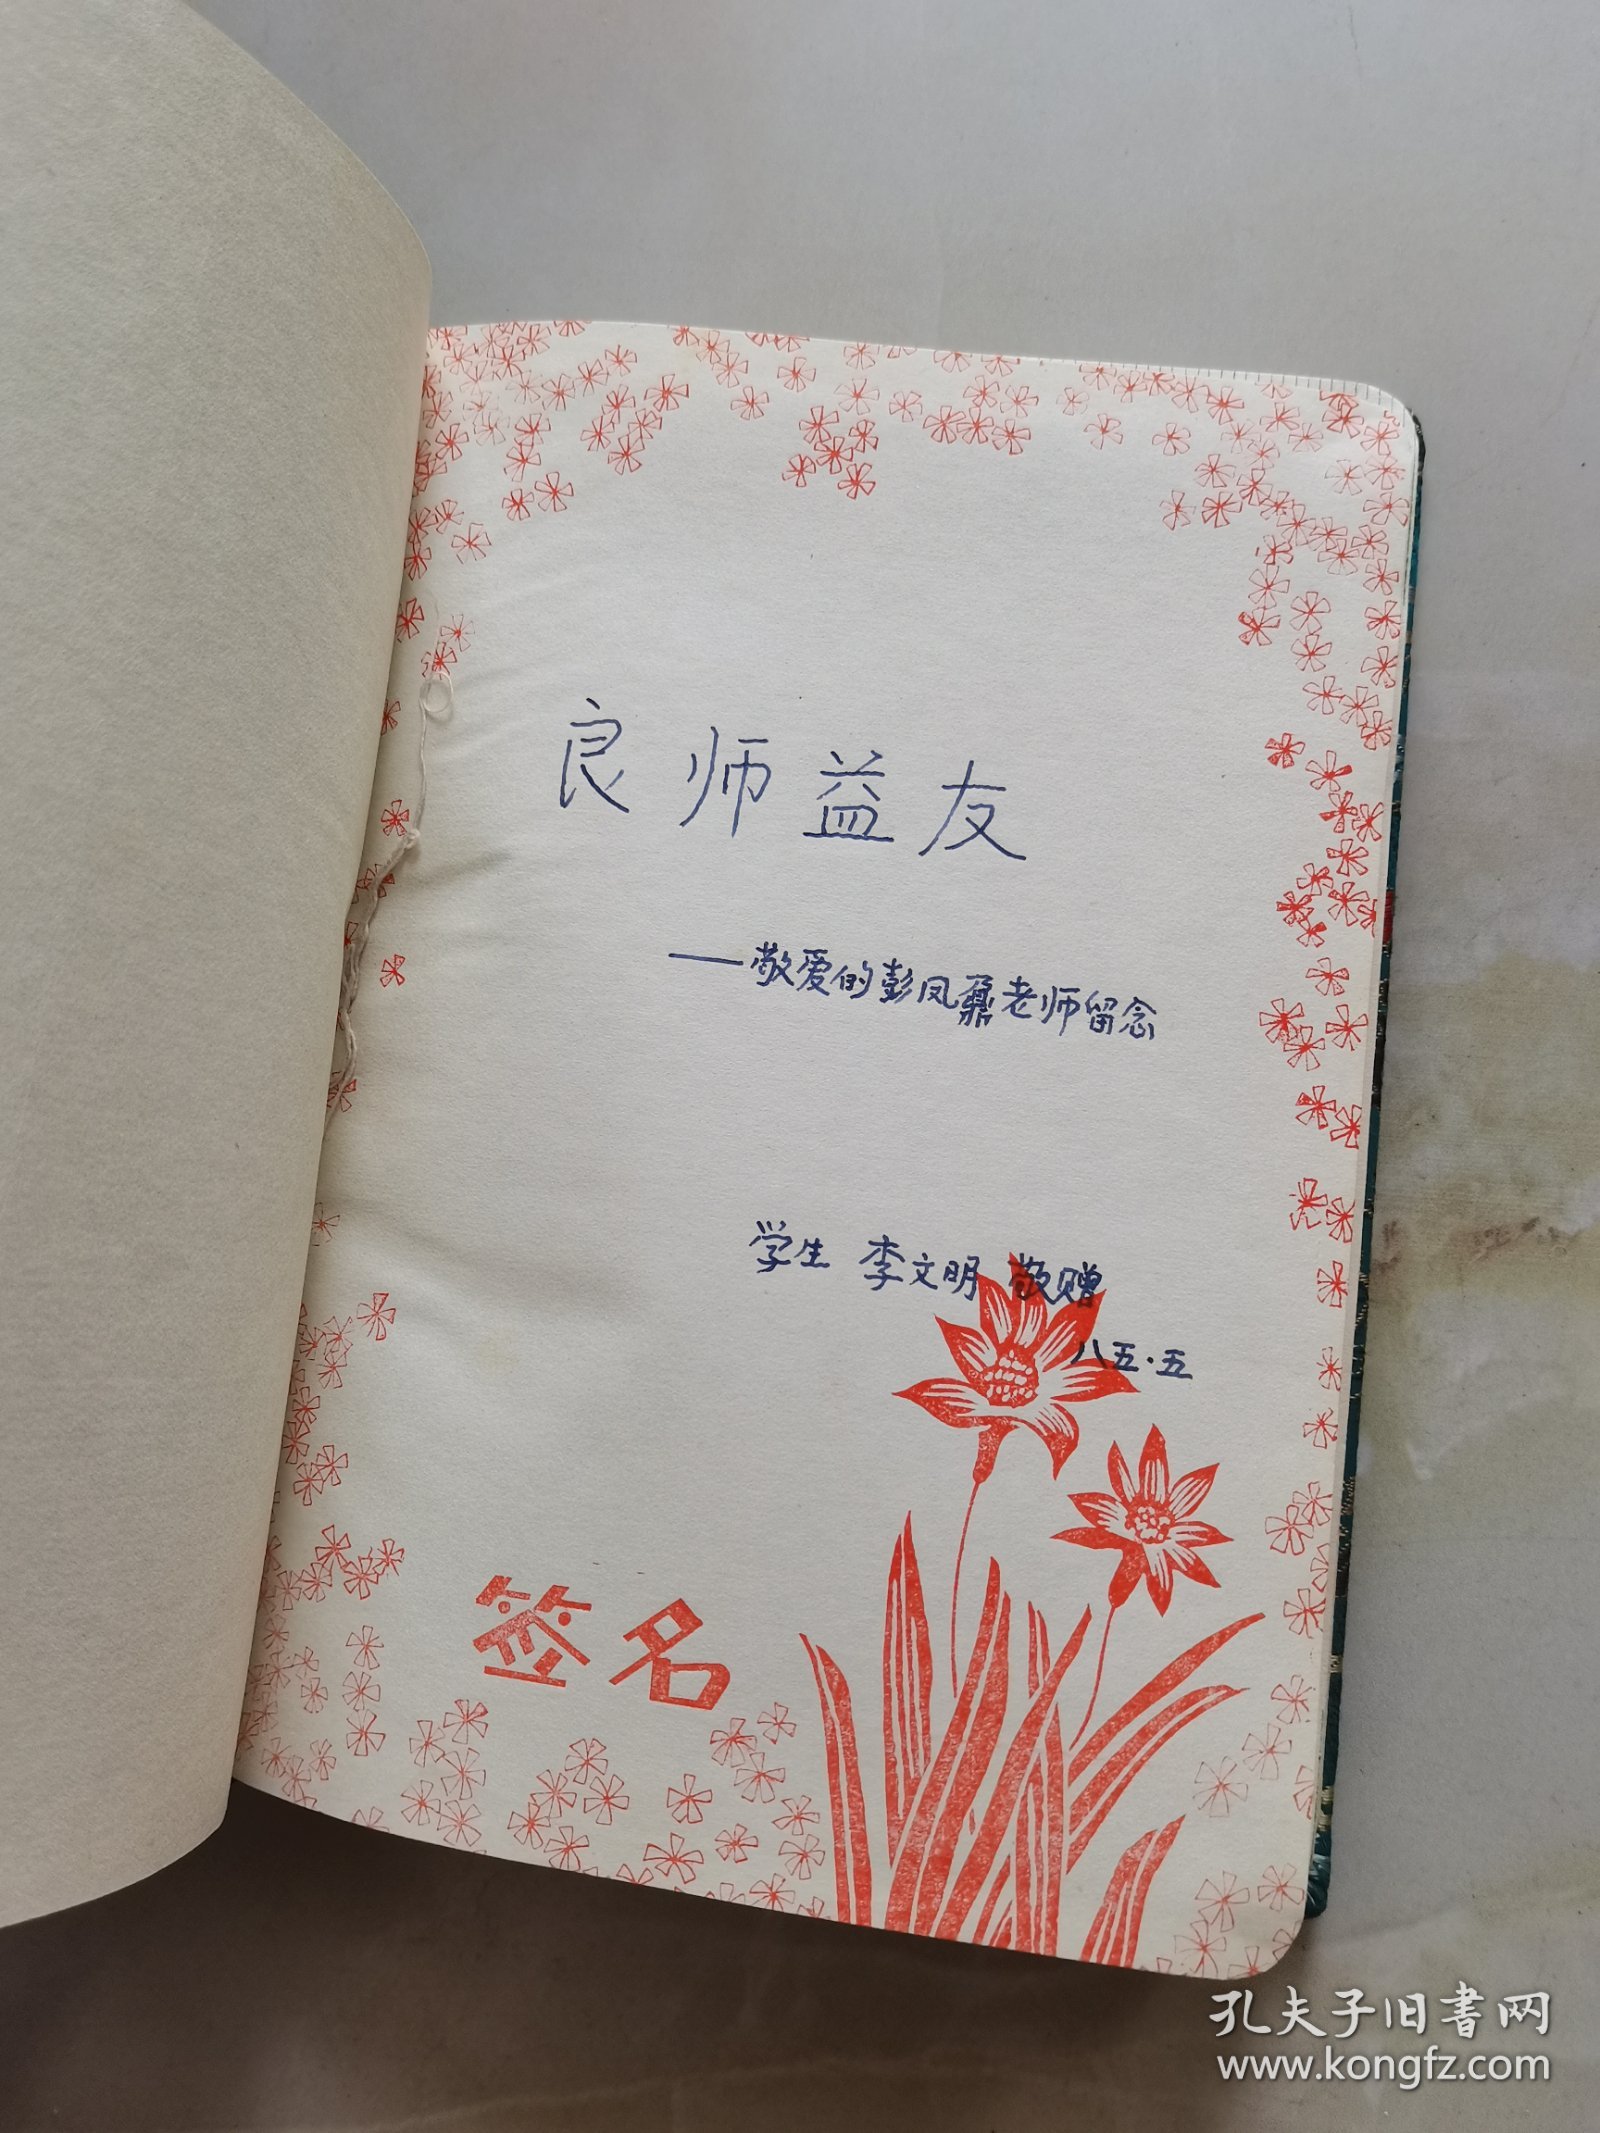 良师益友
——敬爱的彭凤鼐老师留念
学生 李文明 敬赠
八五·五
签名
孔夫子旧书网
www.kongfz.com